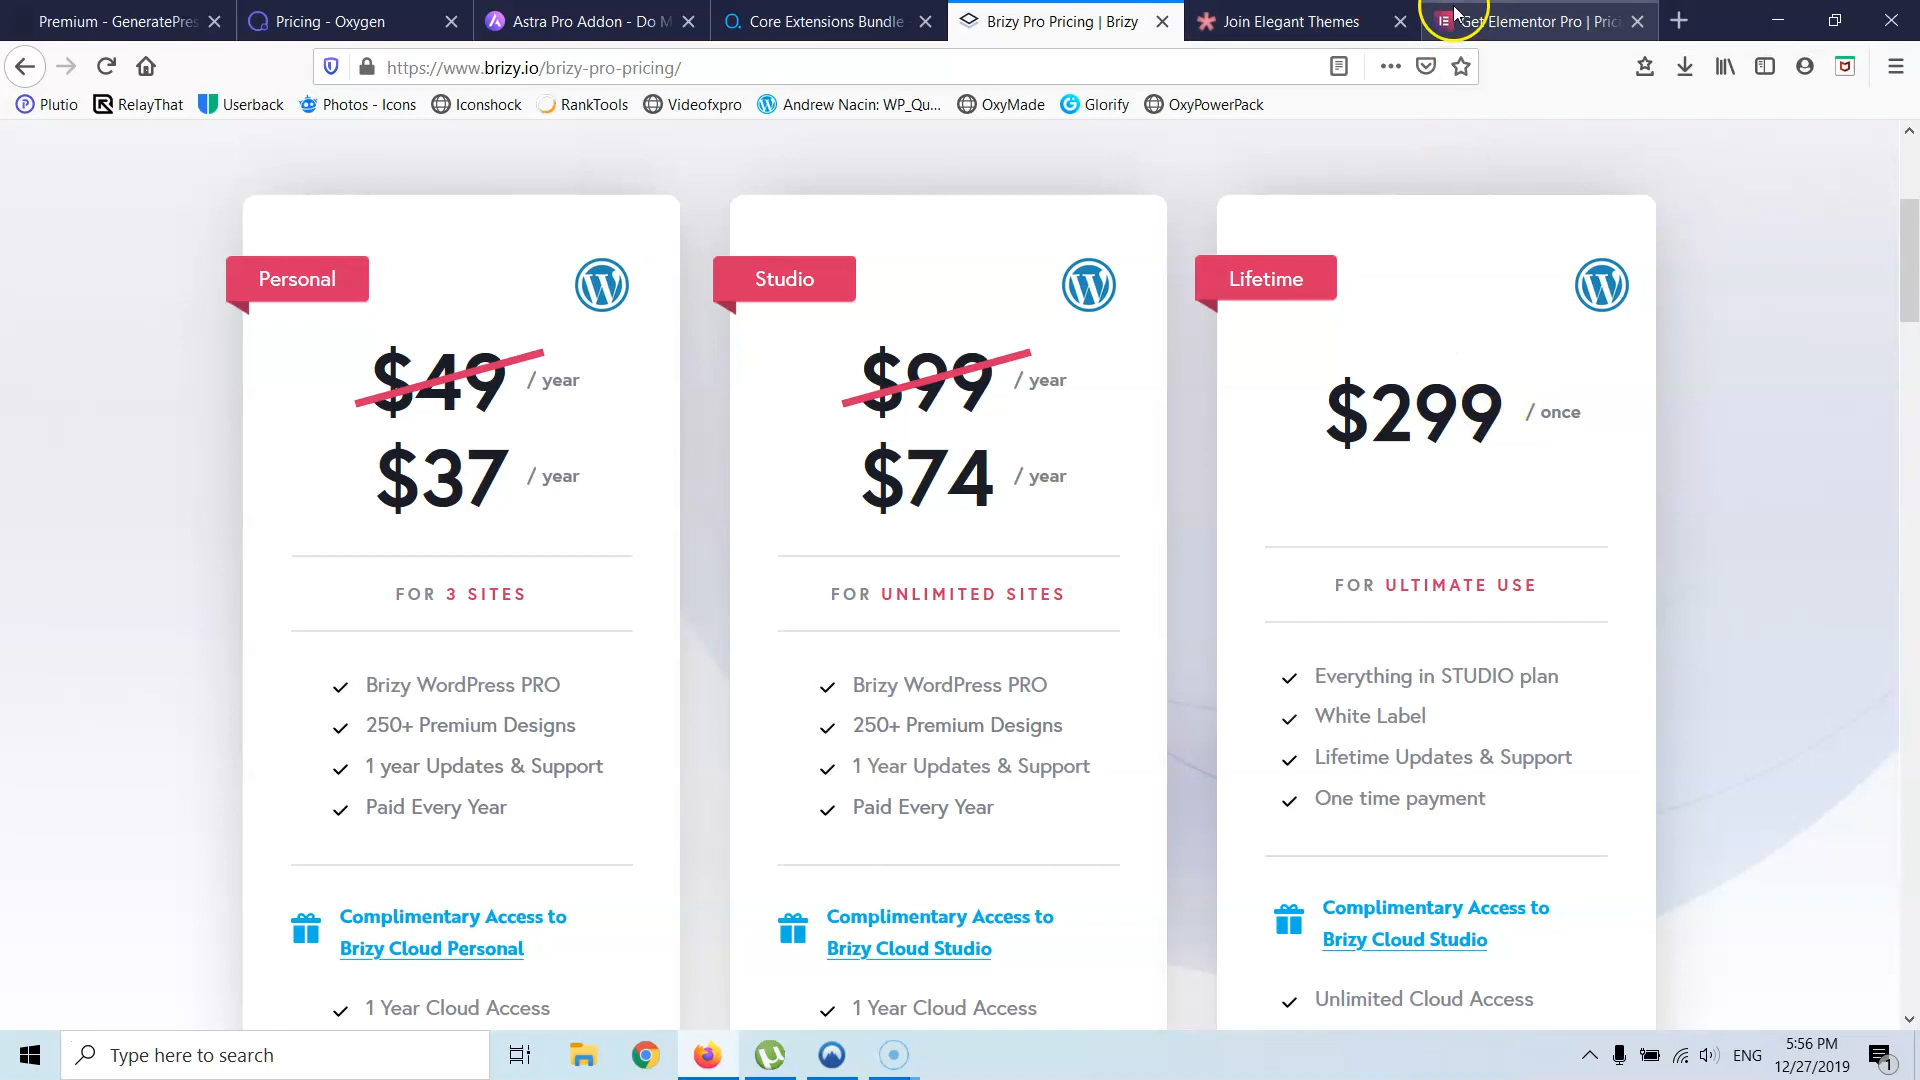 Premium - GeneratePres
Pricing - Oxygen
Astra Pro Addon - Do M
Core Extensions Bundle
Brizy Pro Pricing | Brizy
Join Elegant Themes
Get Elementor Pro | Prici
https://www.brizy.io/brizy-pro-pricing/
Plutio
RelayThat
Userback
Photos - Icons
Iconshock
RankTools
Videofxpro
Andrew Nacin: WP_Qu...
OxyMade
Glorify
OxyPowerPack
Personal
$49 / year
$37 / year
FOR 3 SITES
Brizy WordPress PRO
250+ Premium Designs
1 year Updates & Support
Paid Every Year
Complimentary Access to
Brizy Cloud Personal
1 Year Cloud Access
Studio
$99 / year
$74 / year
FOR UNLIMITED SITES
Brizy WordPress PRO
250+ Premium Designs
1 Year Updates & Support
Paid Every Year
Complimentary Access to
Brizy Cloud Studio
1 Year Cloud Access
Lifetime
$299 / once
FOR ULTIMATE USE
Everything in STUDIO plan
White Label
Lifetime Updates & Support
One time payment
Complimentary Access to
Brizy Cloud Studio
Unlimited Cloud Access
Type here to search
ENG
5:56 PM
12/27/2019
1